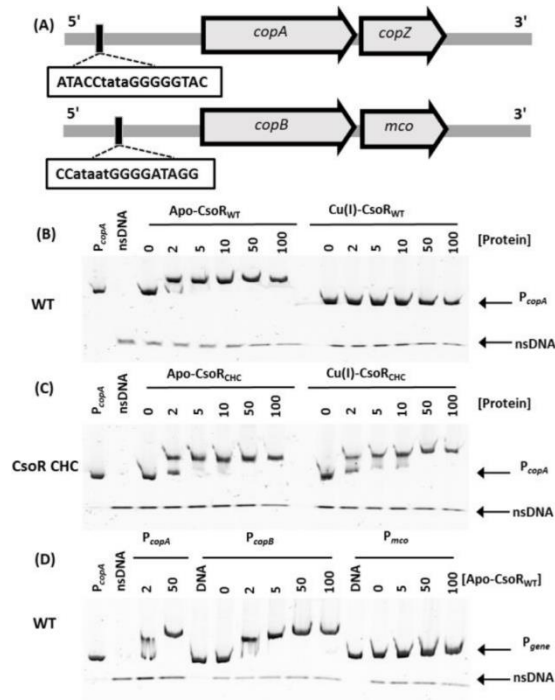 (A) 5' copA copZ 3'
ATACCtataGGGGGTAC
5' copB mco 3'
CCataatGGGGATAGG
Apo-CsoRWT Cu(I)-CsoRWT
(B) PcopA nsDNA 0 2 5 10 50 100 0 2 5 10 50 100 [Protein]
WT
PcopA
nsDNA
(C) Apo-CsoRCHC Cu(I)-CsoRCHC
PcopA nsDNA 0 2 5 10 50 100 0 2 5 10 50 100 [Protein]
CsoR CHC
PcopA
nsDNA
(D) PcopA PcopB Pmco
PcopA nsDNA 2 50 DNA 0 2 5 50 100 DNA 0 5 50 100 [Apo-CsoRWT]
WT
Pgene
nsDNA